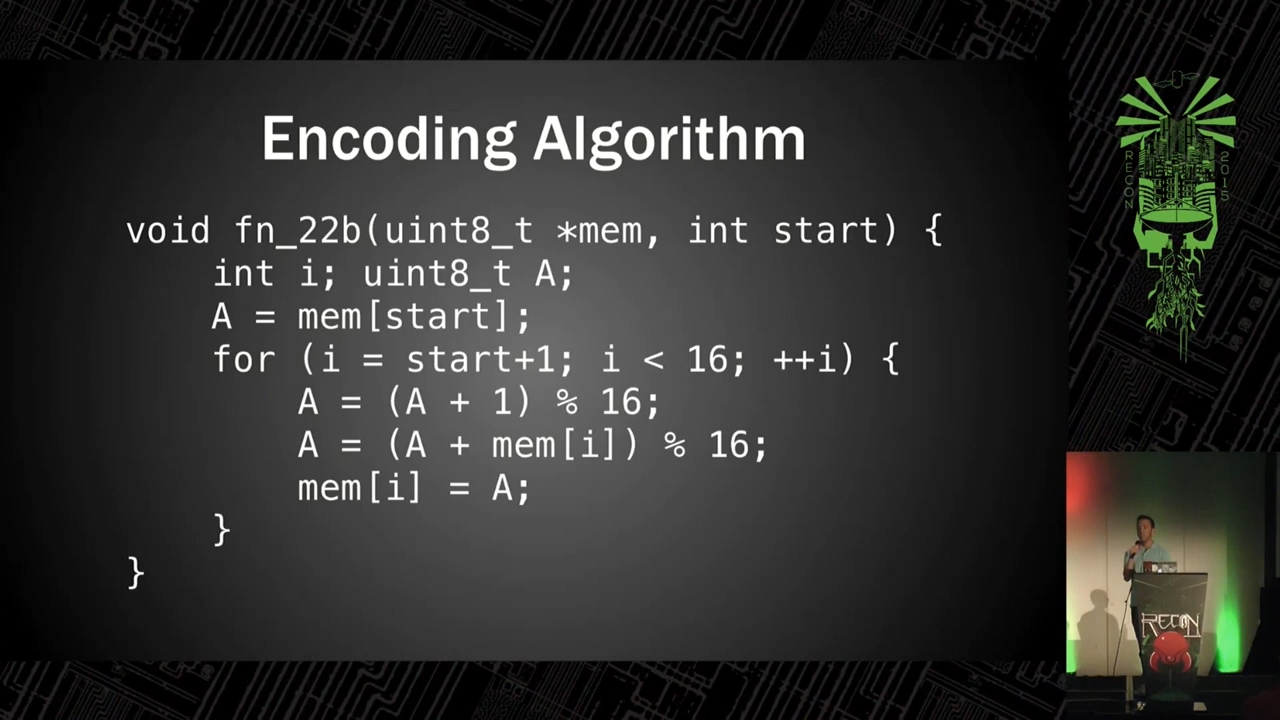 Encoding Algorithm
void fn_22b(uint8_t *mem, int start) {
    int i; uint8_t A;
    A = mem[start];
    for (i = start+1; i < 16; ++i) {
        A = (A + 1) % 16;
        A = (A + mem[i]) % 16;
        mem[i] = A;
    }
}
RECON
2015
RECON